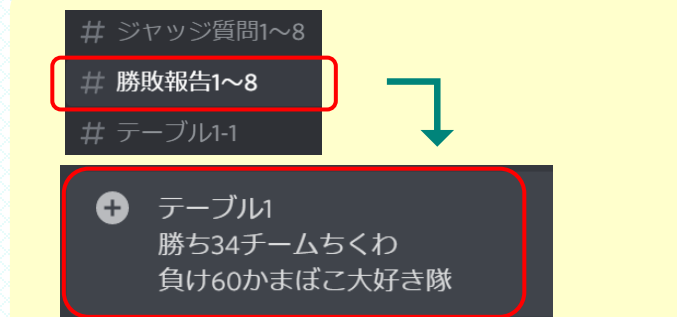 # ジャッジ質問1〜8
# 勝敗報告1〜8
# テーブル1-1
テーブル1
勝ち34チームちくわ
負け60かまぼこ大好き隊